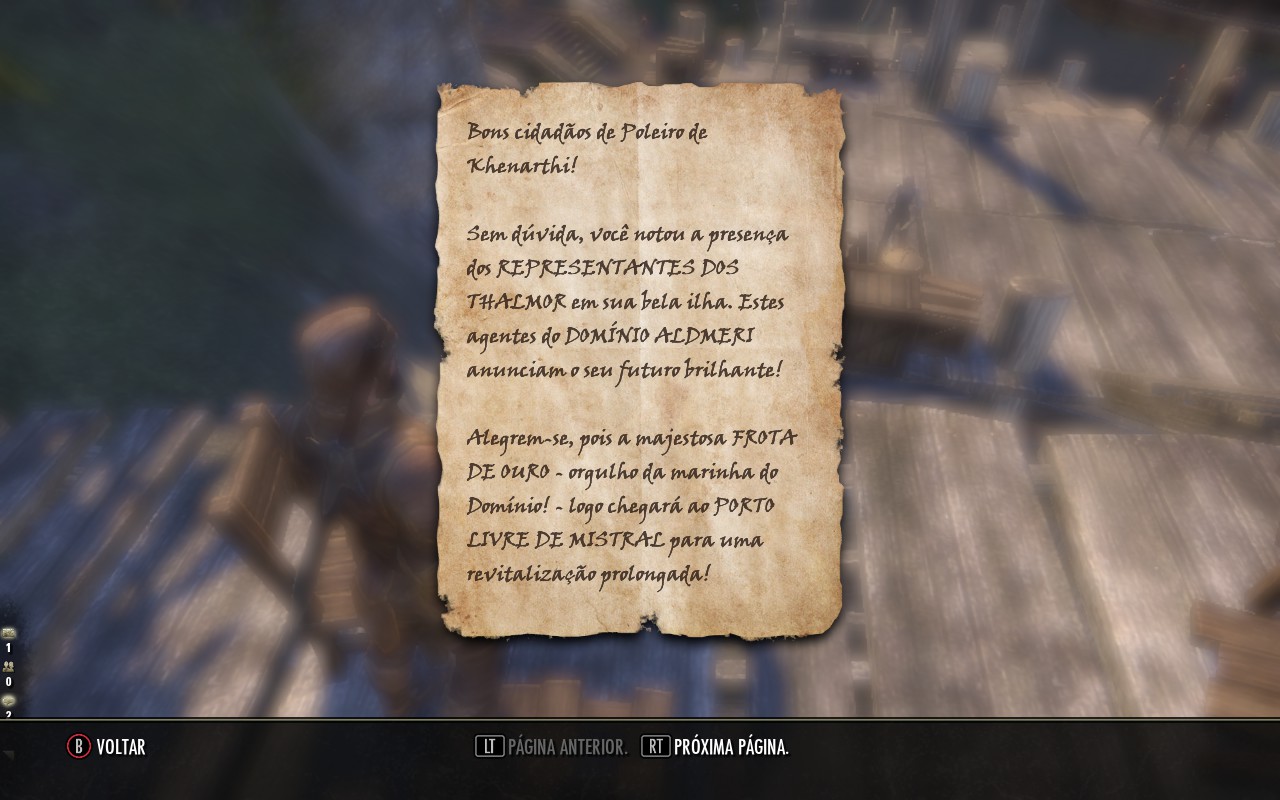 Bons cidadãos de Poleiro de
Khenarthi!
Sem dúvida, você notou a presença
dos REPRESENTANTES DOS
THALMOR em sua bela ilha. Estes
agentes do DOMÍNIO ALDMERI
anunciam o seu futuro brilhante!
Alegrem-se, pois a majestosa FROTA
DE OURO - orgulho da marinha do
Domínio! - logo chegará ao PORTO
LIVRE DE MISTRAL para uma
revitalização prolongada!
1
0
B VOLTAR
LT PÁGINA ANTERIOR. RT PRÓXIMA PÁGINA.